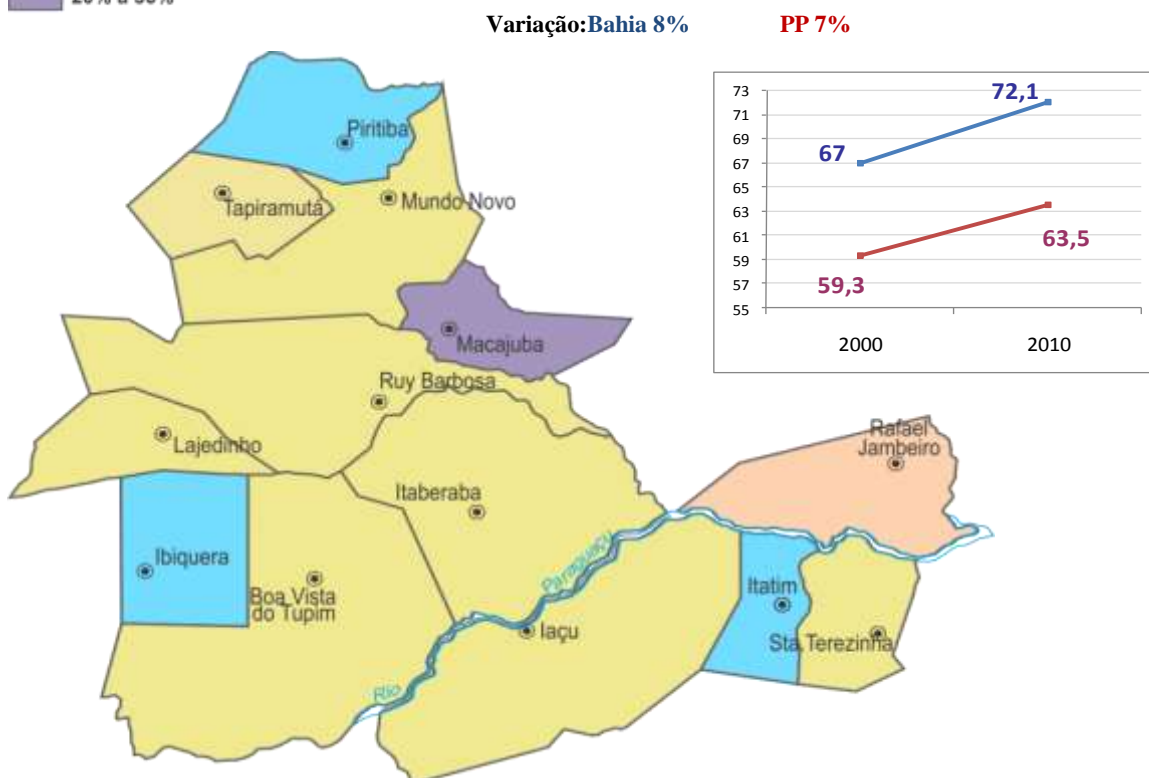 Variação:Bahia 8% PP 7%
73
71
69
67
65
63
61
59
57
55
72,1
67
63,5
59,3
2000 2010
Piritiba
Tapiramutá
Mundo Novo
Macajuba
Ruy Barbosa
Lajedinho
Rafael
Jambeiro
Itaberaba
Ibiquera
Boa Vista
do Tupim
Rio
Paraguaçu
Iaçu
Itatim
Sta. Terezinha